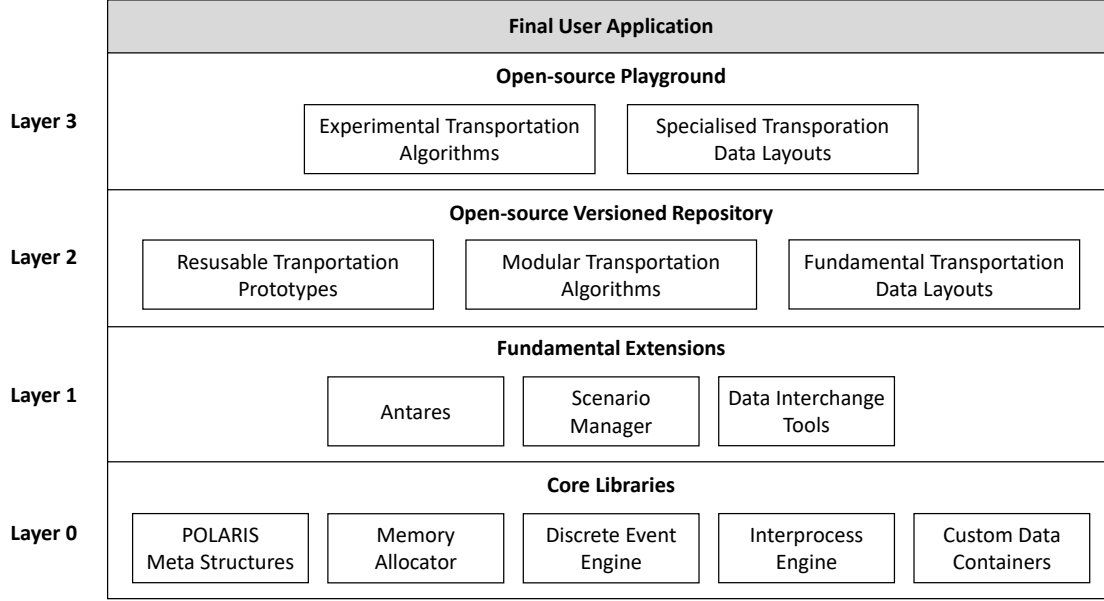 Final User Application
Open-source Playground
Layer 3
Experimental Transportation
Algorithms
Specialised Transporation
Data Layouts
Open-source Versioned Repository
Layer 2
Resusable Tranportation
Prototypes
Modular Transportation
Algorithms
Fundamental Transportation
Data Layouts
Fundamental Extensions
Layer 1
Antares
Scenario
Manager
Data Interchange
Tools
Core Libraries
Layer 0
POLARIS
Meta Structures
Memory
Allocator
Discrete Event
Engine
Interprocess
Engine
Custom Data
Containers